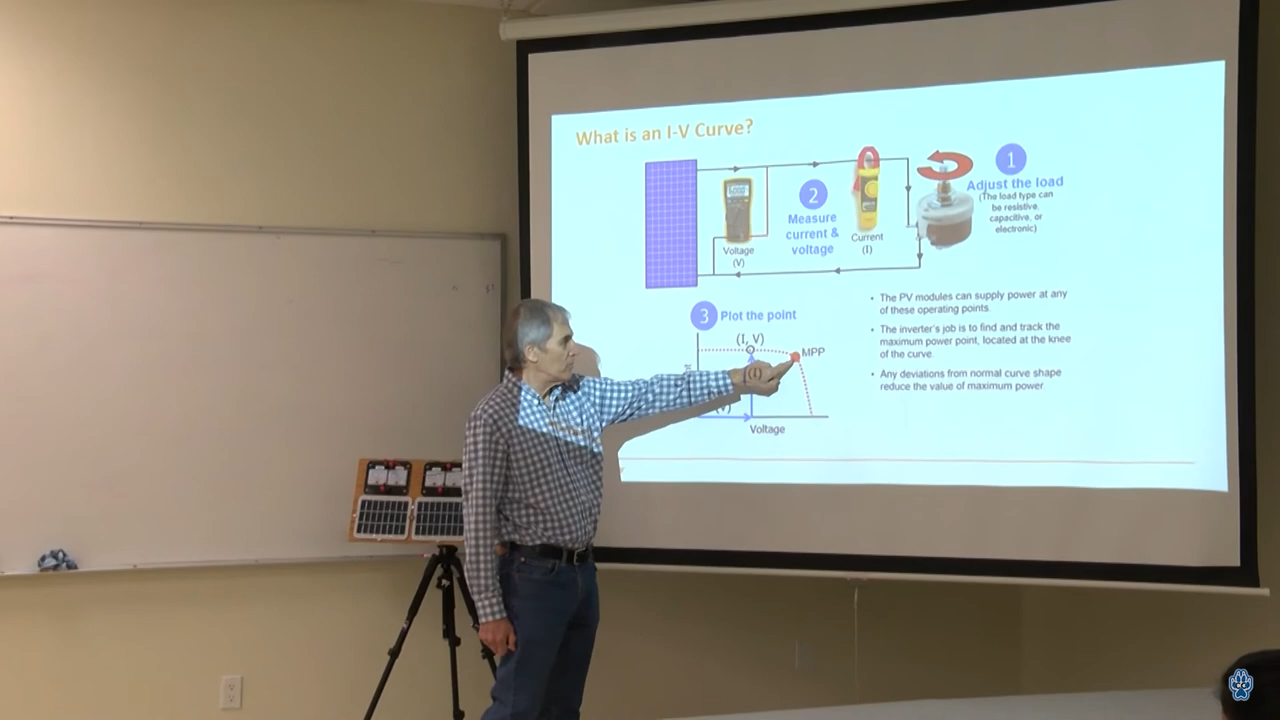 What is an I-V Curve?
1
Adjust the load
(The load type can
be resistive,
capacitive, or
electronic)
2
Measure
current &
voltage
Voltage
(V)
Current
(I)
3 Plot the point
(I, V)
MPP
(I)
(V)
Voltage
• The PV modules can supply power at any
of these operating points.
• The inverter's job is to find and track the
maximum power point, located at the knee
of the curve.
• Any deviations from normal curve shape
reduce the value of maximum power.